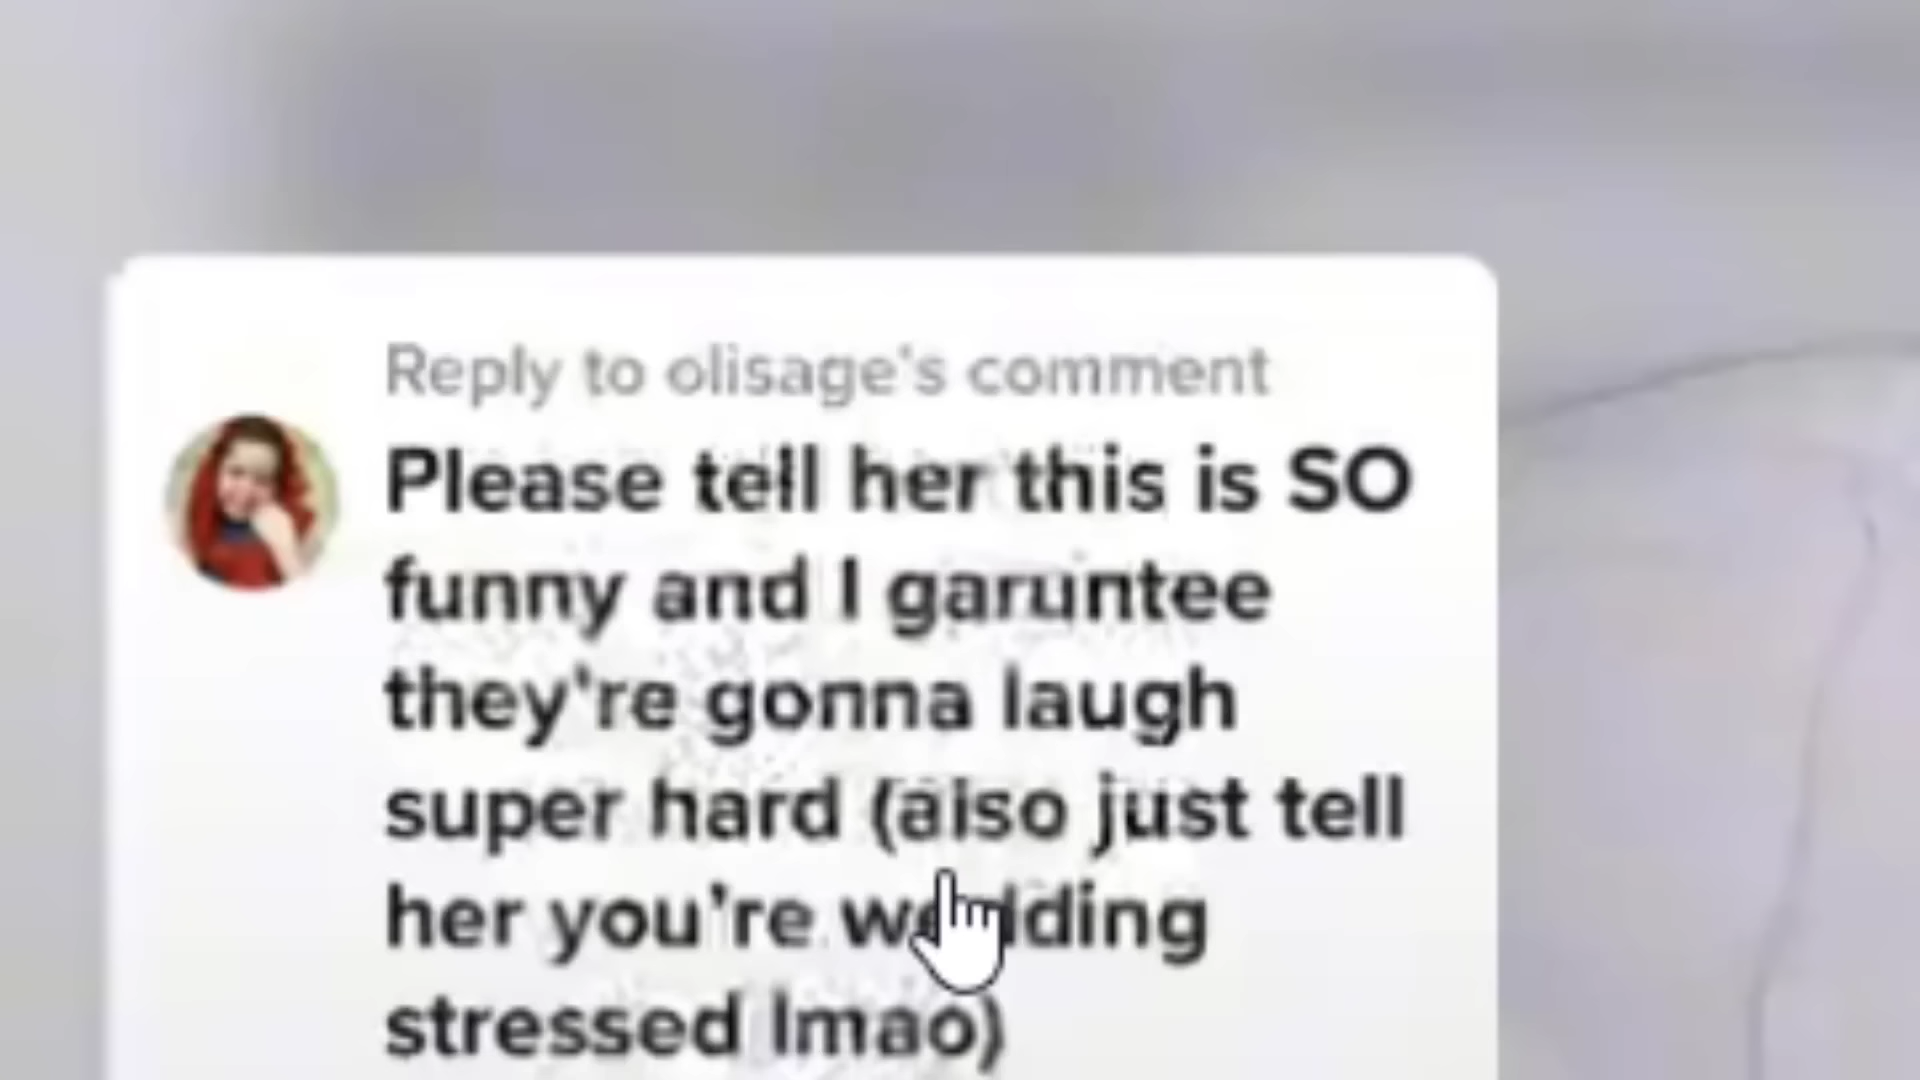 Reply to olisage's comment
Please tell her this is SO
funny and I garuntee
they're gonna laugh
super hard (also just tell
her you're wedding
stressed lmao)